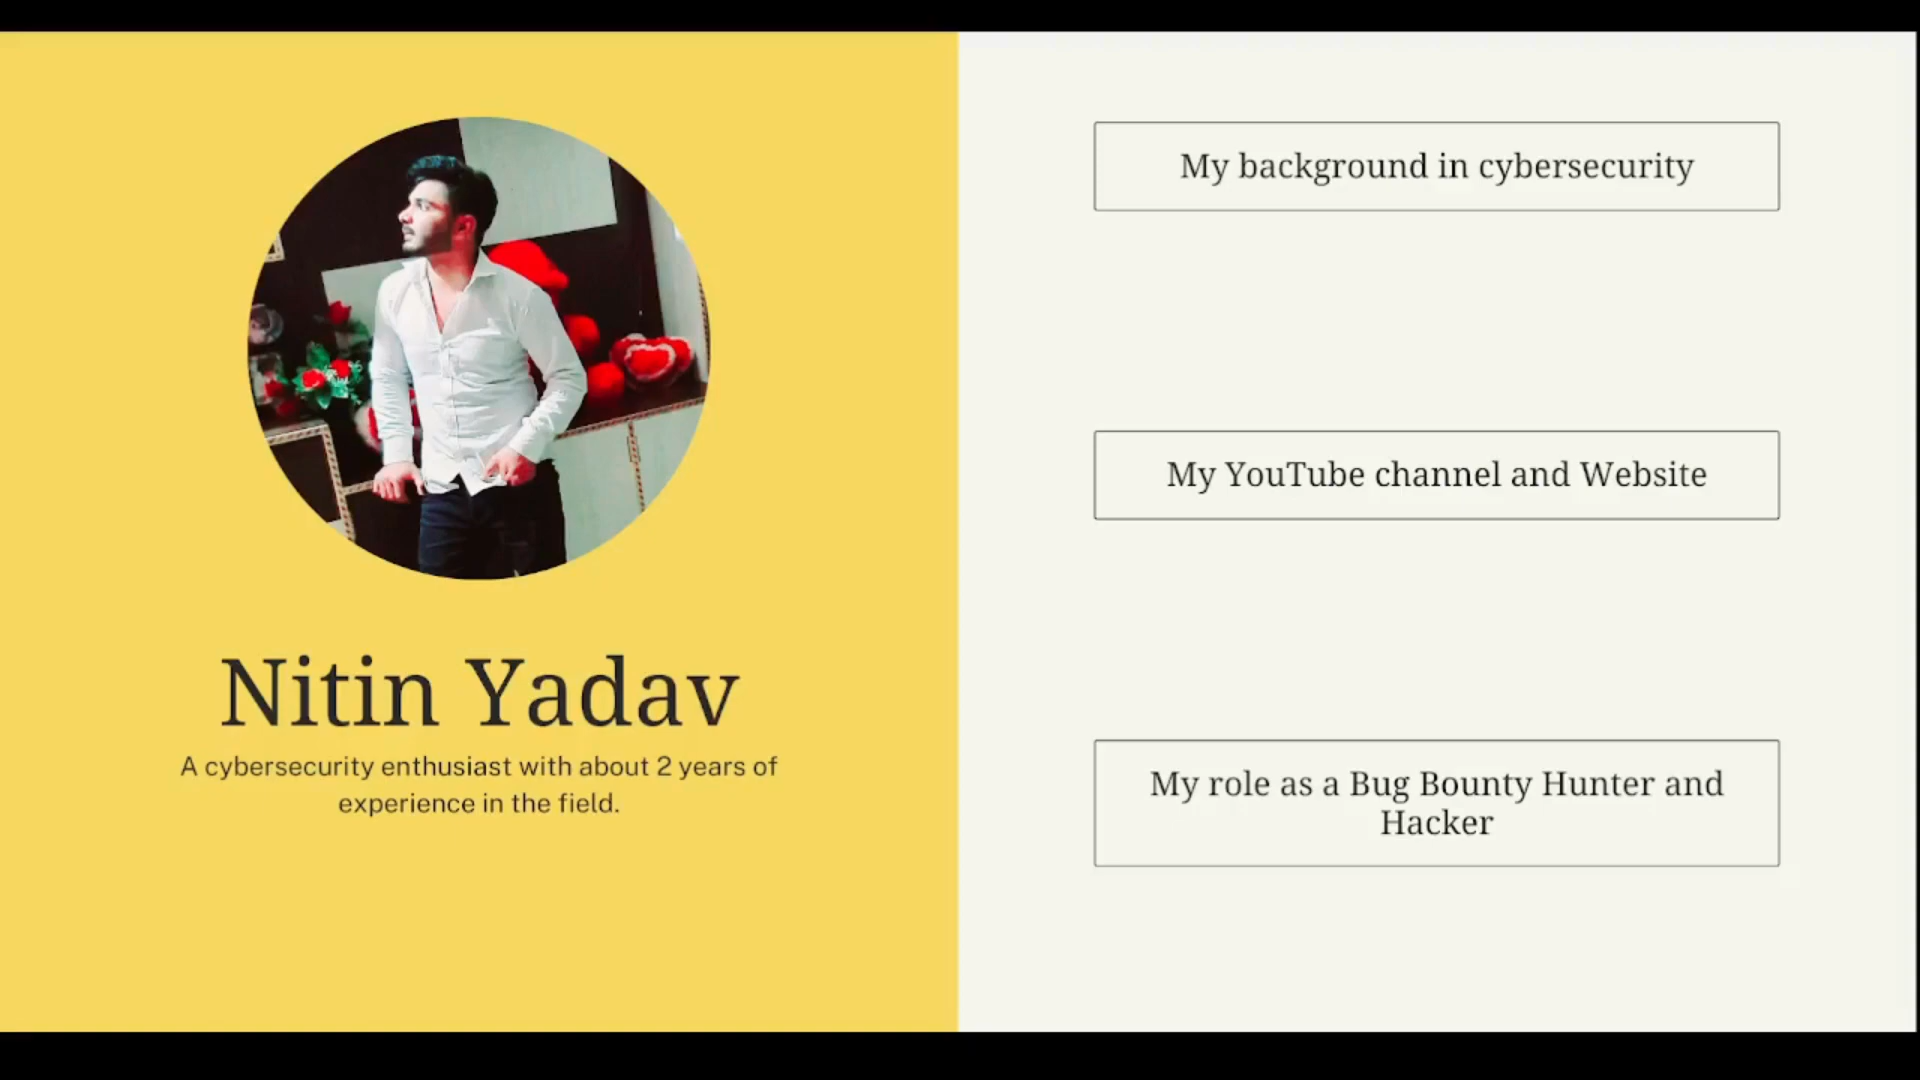 Nitin Yadav
A cybersecurity enthusiast with about 2 years of
experience in the field.
My background in cybersecurity
My YouTube channel and Website
My role as a Bug Bounty Hunter and
Hacker